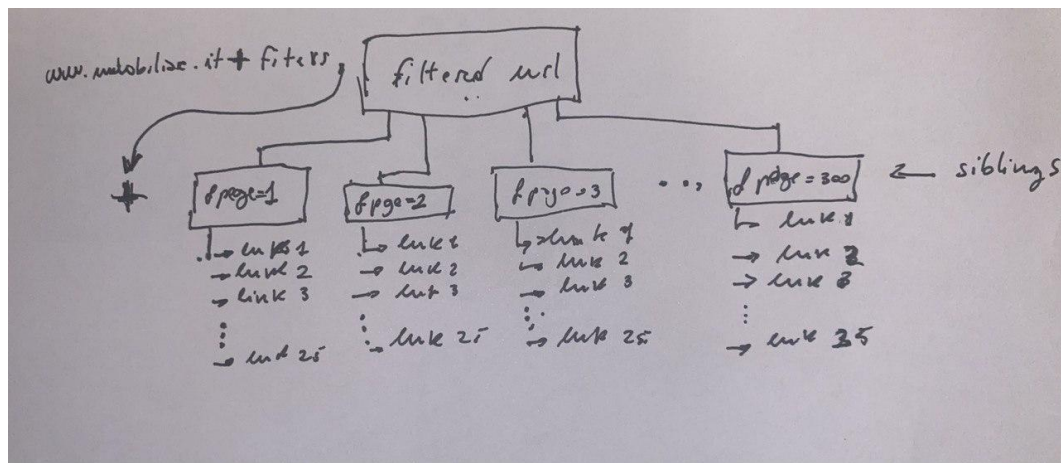 www.immobiliare.it + filters
filtered url
&page=1
&page=2
&page=3
...
&page=300
← siblings
+
→ link 1
→ link 2
→ link 3
→ link 25
→ link 1
→ link 2
→ link 3
→ link 25
→ link 1
→ link 2
→ link 3
→ link 25
→ link 1
→ link 2
→ link 3
→ link 25